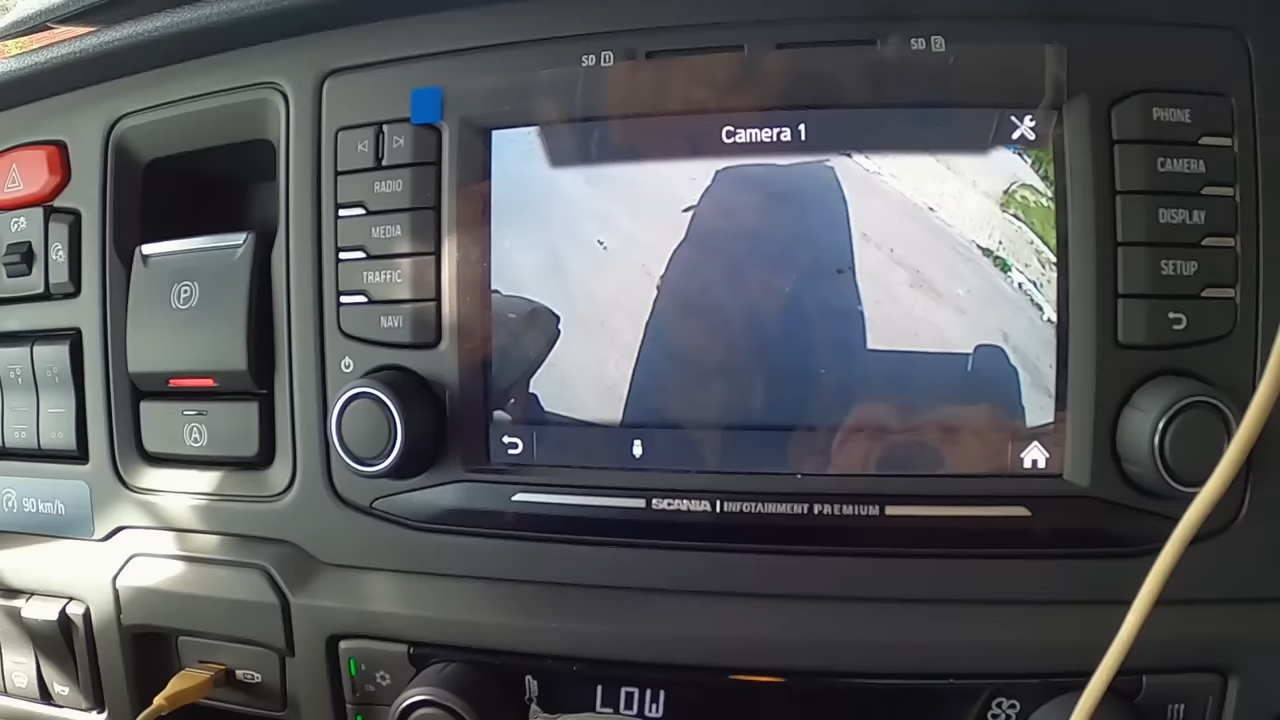 SD 1
SD 2
Camera 1
RADIO
MEDIA
TRAFFIC
NAVI
PHONE
CAMERA
DISPLAY
SETUP
(P)
(A)
90 km/h
SCANIA | INFOTAINMENT PREMIUM
LOW